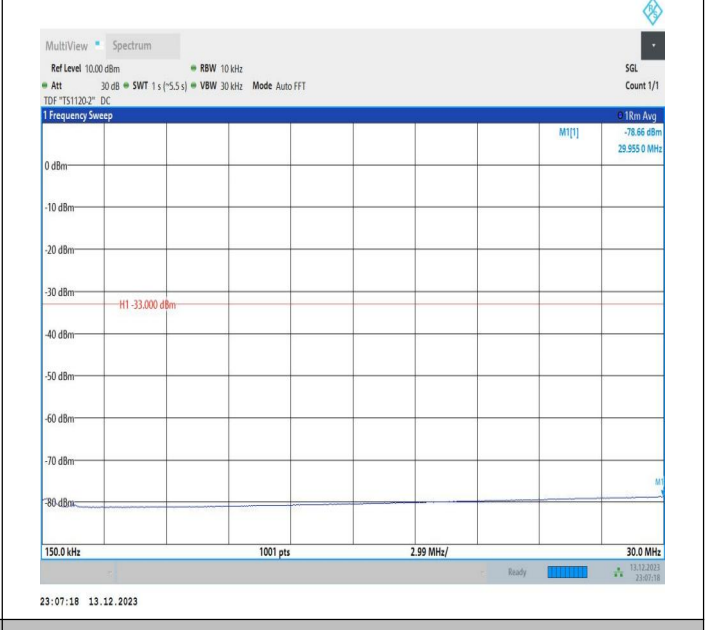 MultiView Spectrum
Ref Level 10.00 dBm RBW 10 kHz SGL
Att 30 dB SWT 1 s (~5.5 s) VBW 30 kHz Mode Auto FFT Count 1/1
TDF "TS1120-2" DC
1 Frequency Sweep 1Rm Avg
M1[1] -78.66 dBm
29.955 0 MHz
0 dBm
-10 dBm
-20 dBm
-30 dBm
H1 -33.000 dBm
-40 dBm
-50 dBm
-60 dBm
-70 dBm
M1
-80 dBm
150.0 kHz 1001 pts 2.99 MHz/ 30.0 MHz
Ready 13.12.2023
23:07:18
23:07:18 13.12.2023